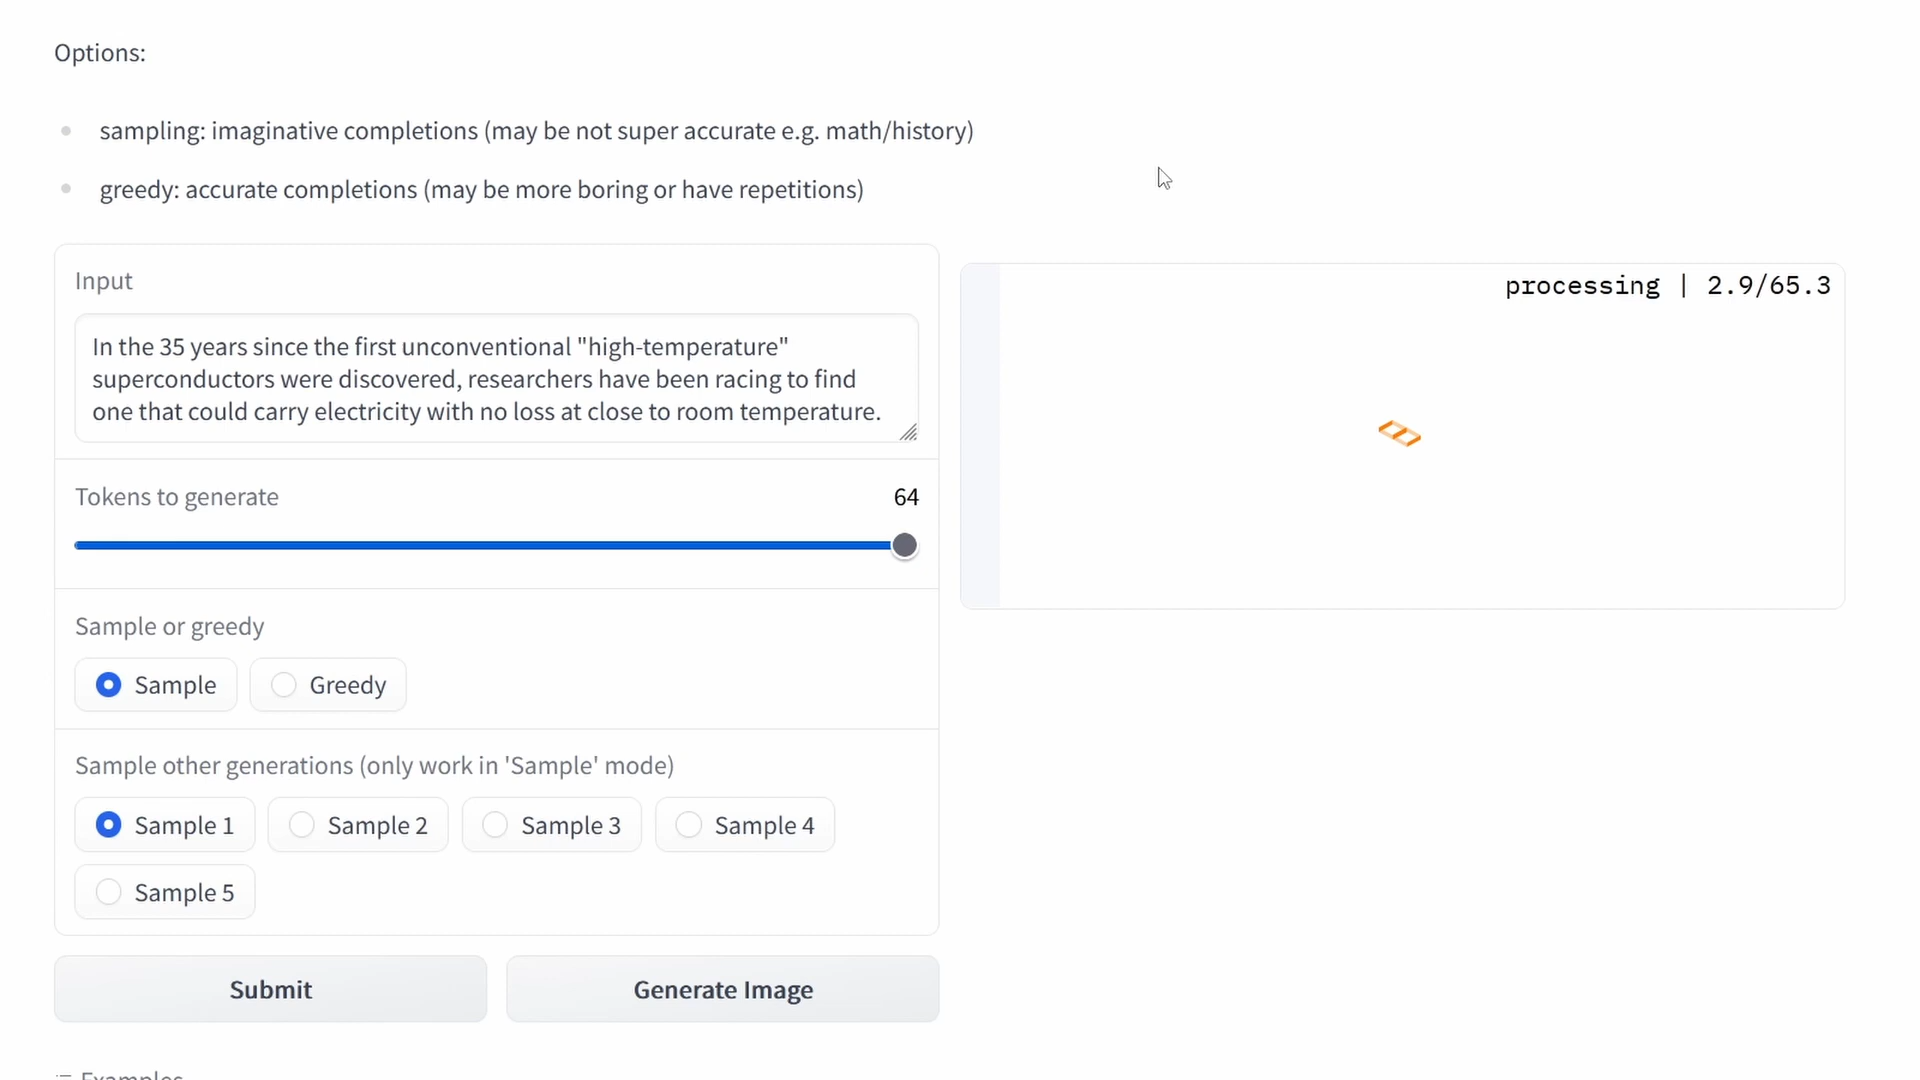 Options:
sampling: imaginative completions (may be not super accurate e.g. math/history)
greedy: accurate completions (may be more boring or have repetitions)
Input
In the 35 years since the first unconventional "high-temperature"
superconductors were discovered, researchers have been racing to find
one that could carry electricity with no loss at close to room temperature.
processing | 2.9/65.3
Tokens to generate
64
Sample or greedy
Sample
Greedy
Sample other generations (only work in 'Sample' mode)
Sample 1
Sample 2
Sample 3
Sample 4
Sample 5
Submit
Generate Image
Examples